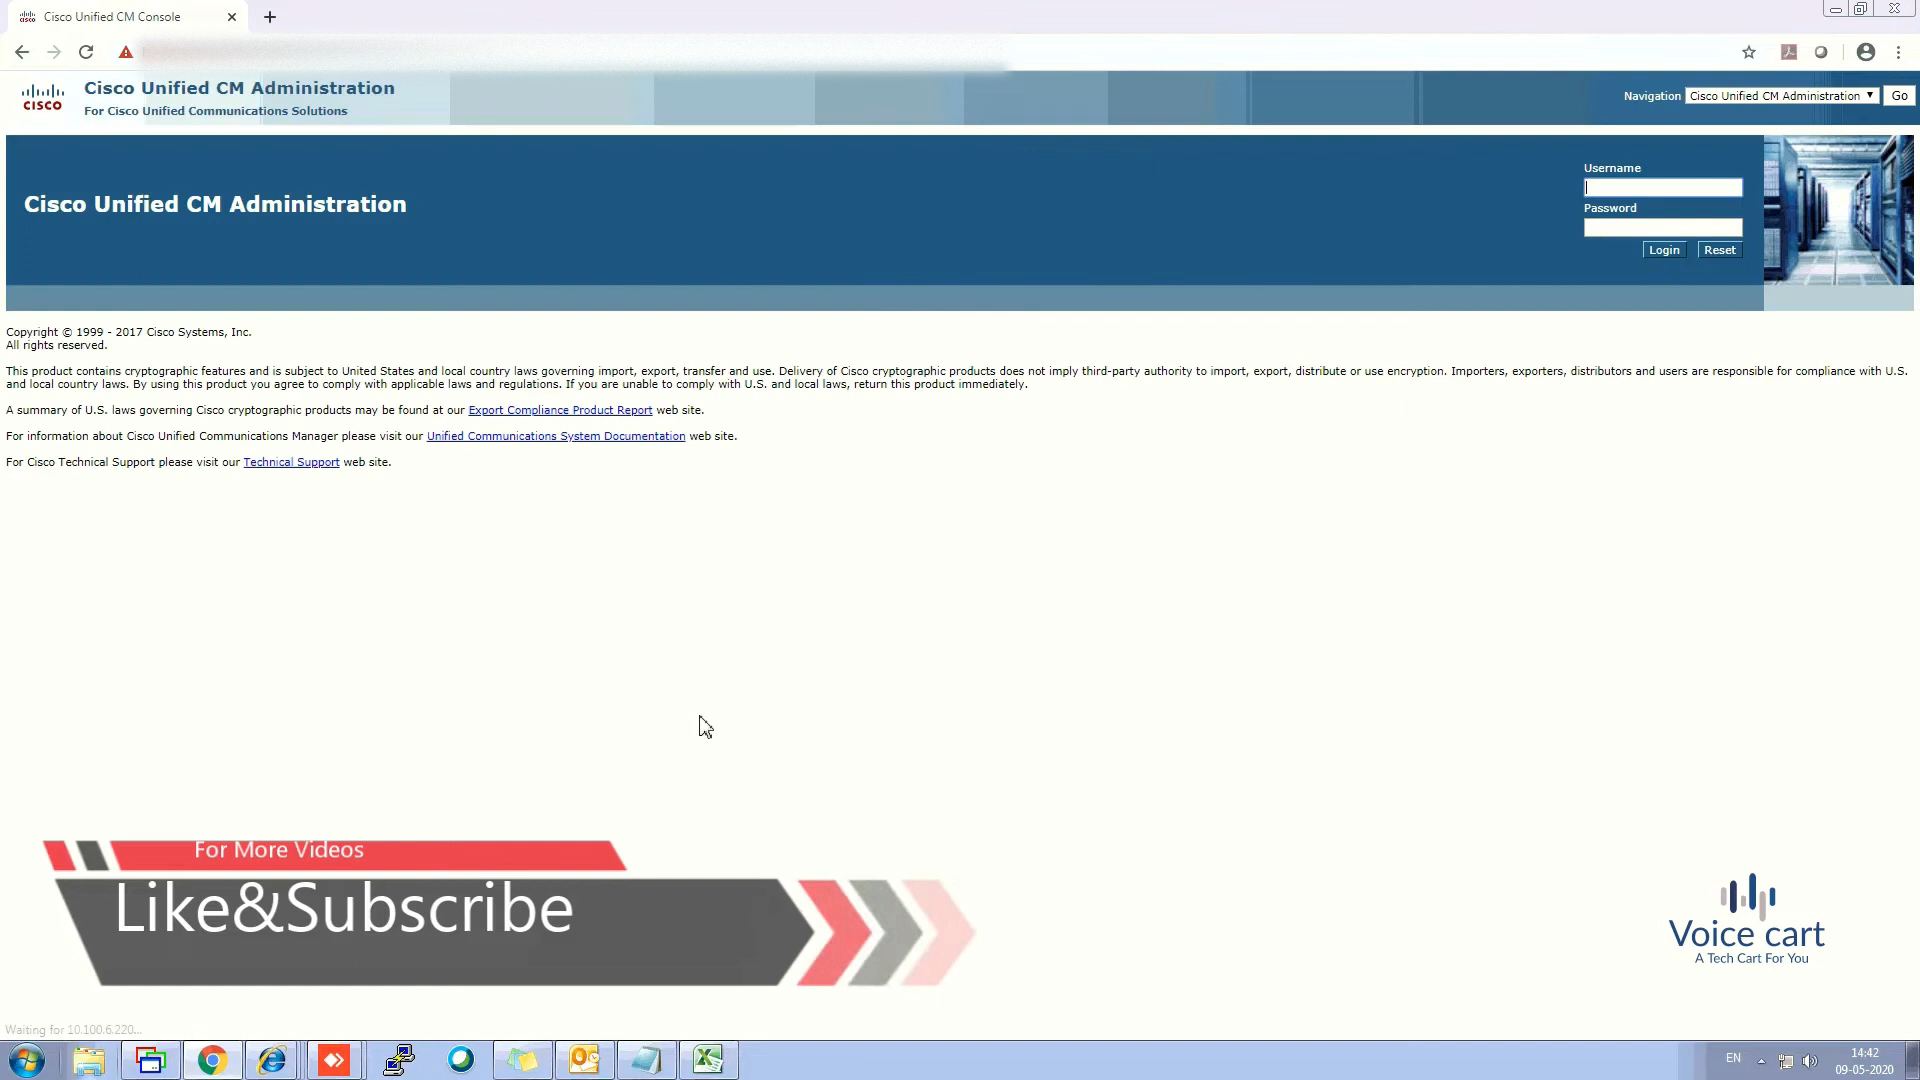 Cisco Unified CM Console
Cisco Unified CM Administration
For Cisco Unified Communications Solutions
CISCO
Navigation Cisco Unified CM Administration Go
Cisco Unified CM Administration
Username
Password
Login Reset
Copyright © 1999 - 2017 Cisco Systems, Inc.
All rights reserved.
This product contains cryptographic features and is subject to United States and local country laws governing import, export, transfer and use. Delivery of Cisco cryptographic products does not imply third-party authority to import, export, distribute or use encryption. Importers, exporters, distributors and users are responsible for compliance with U.S.
and local country laws. By using this product you agree to comply with applicable laws and regulations. If you are unable to comply with U.S. and local laws, return this product immediately.
A summary of U.S. laws governing Cisco cryptographic products may be found at our Export Compliance Product Report web site.
For information about Cisco Unified Communications Manager please visit our Unified Communications System Documentation web site.
For Cisco Technical Support please visit our Technical Support web site.
For More Videos
Like&Subscribe
Voice cart
A Tech Cart For You
Waiting for 10.100.6.220...
EN
14:42
09-05-2020